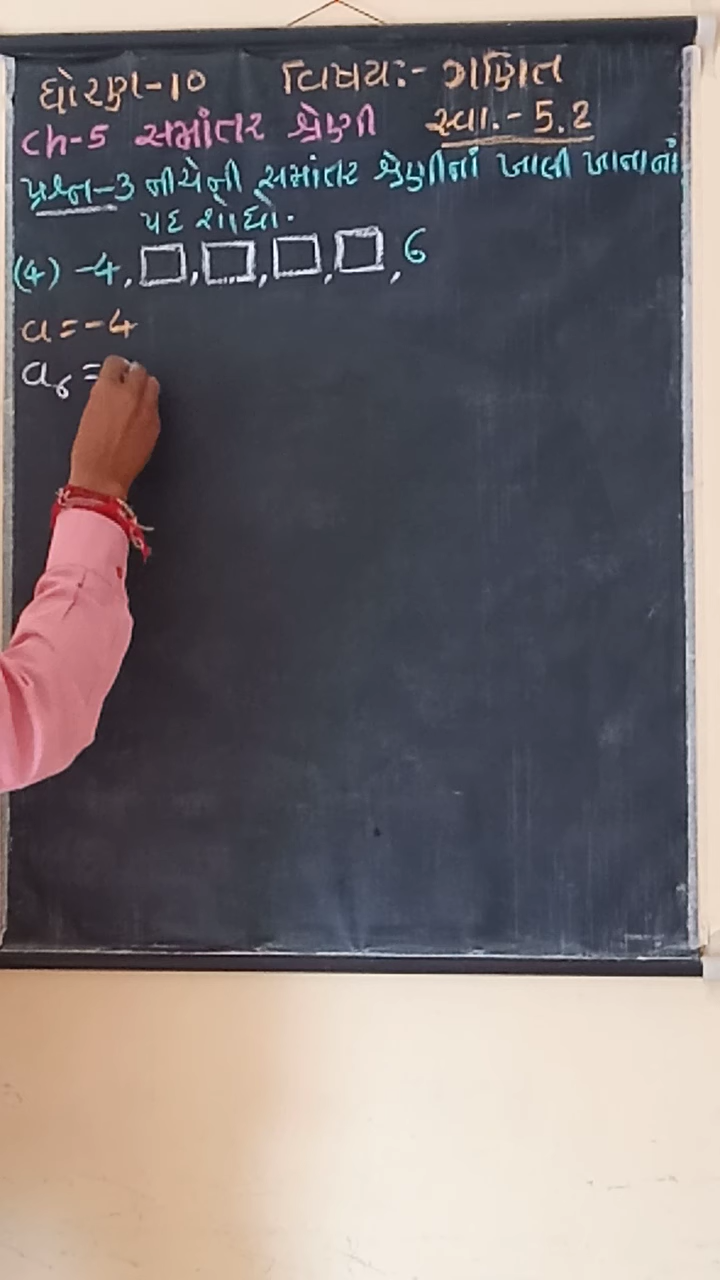 ધોરણ-10 વિષય:- ગણિત
Ch-5 સમાંતર શ્રેણી સ્વા.- 5.2
પ્રશ્ન-3 નીચેની સમાંતર શ્રેણીનાં ખાલી ખાનાનાં
પદ શોધો.
(4) -4, □, □, □, □, 6
a = -4
a₆ =